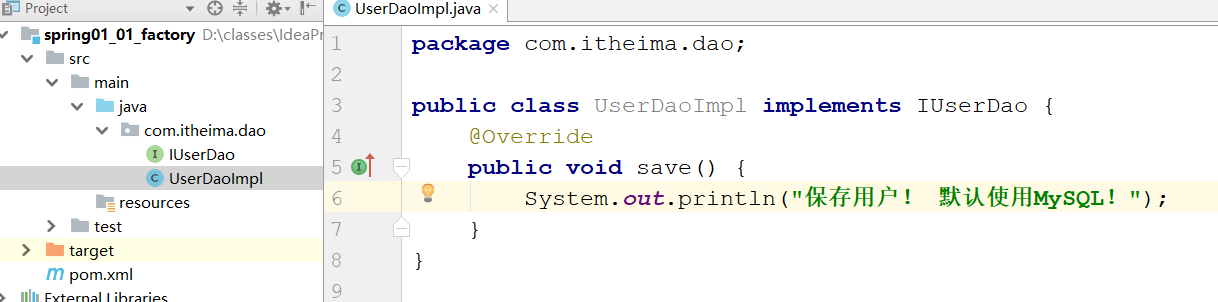 Project
spring01_01_factory D:\classes\IdeaPr
src
main
java
com.itheima.dao
IUserDao
UserDaoImpl
resources
test
target
pom.xml
External Libraries
UserDaoImpl.java
1 package com.itheima.dao;
2
3 public class UserDaoImpl implements IUserDao {
4 @Override
5 public void save() {
6 System.out.println("保存用户！ 默认使用MySQL！");
7 }
8 }
9